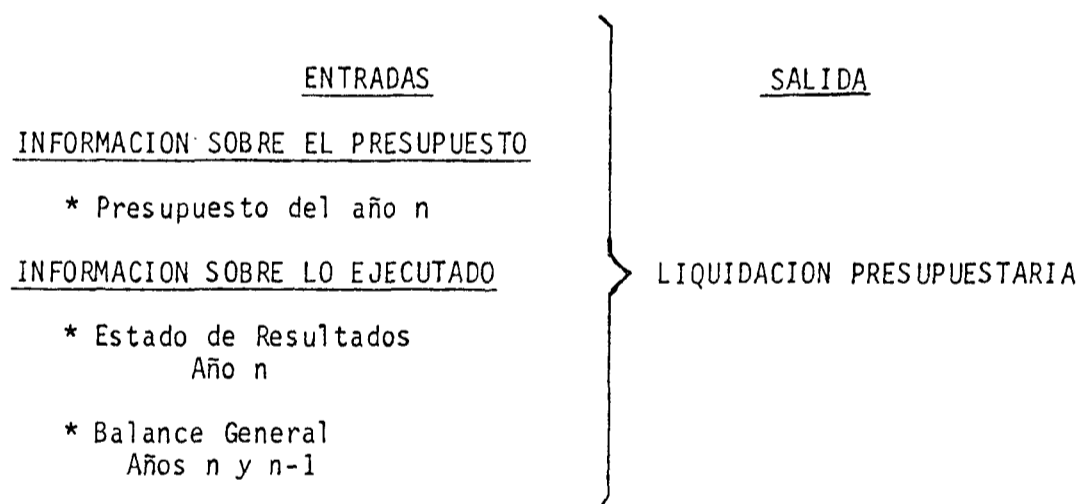 ENTRADAS
SALIDA
INFORMACION SOBRE EL PRESUPUESTO
* Presupuesto del año n
INFORMACION SOBRE LO EJECUTADO
* Estado de Resultados
Año n
* Balance General
Años n y n-1
LIQUIDACION PRESUPUESTARIA